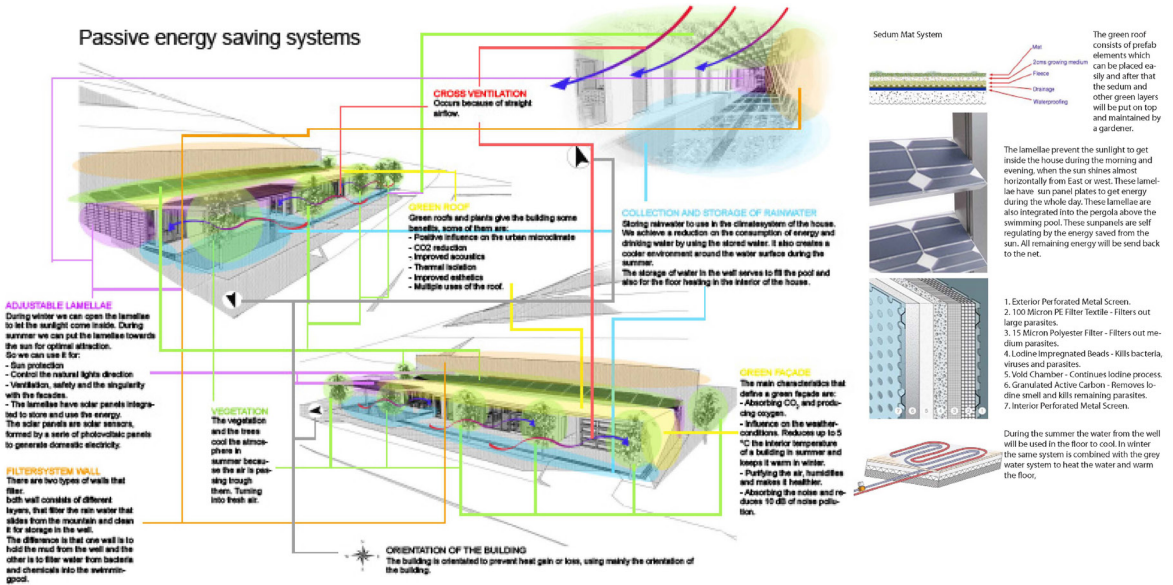 Passive energy saving systems
CROSS VENTILATION
Occurs because of straight
airflow.
GREEN ROOF
Green roofs and plants give the building some
benefits, some of them are:
- Positive influence on the urban microclimate
- CO2 reduction
- Improved acoustics
- Thermal isolation
- Improved esthetics
- Multiple uses of the roof.
COLLECTION AND STORAGE OF RAINWATER
Storing rainwater to use in the climatesystem of the house.
We achieve a reduction on the consumption of energy and
drinking water by using the stored water. It also creates a
cooler environment around the water surface during the
summer.
The storage of water in the well serves to fill the pool and
also for the floor heating in the interior of the house.
ADJUSTABLE LAMELLAE
During winter we can open the lamellae
to let the sunlight come inside. During
summer we can put the lamellae towards
the sun for optimal attraction.
So we can use it for:
- Sun protection
- Control the natural lights direction
- Ventilation, safety and the singularity
with the facades.
- The lamellae have solar panels integra-
ted to store and use the energy.
The solar panels are solar sensors,
formed by a serie of photovoltaic panels
to generate domestic electricity.
VEGETATION
The vegetation
and the trees
cool the atmos-
phere in
summer becau-
se the air is pas-
sing trough
them. Turning
into fresh air.
GREEN FAÇADE
The main characteristics that
define a green façade are:
- Absorbing CO₂ and produ-
cing oxygen.
- Influence on the weather-
conditions. Reduces up to 5
°C the interior temperature
of a building in summer and
keeps it warm in winter.
- Purifying the air, humidifies
and makes it healthier.
- Absorbing the noise and re-
duces 10 dB of noise pollu-
tion.
FILTERSYSTEM WALL
There are two types of walls that
filter.
both wall consists of different
layers, that filter the rain water that
slides from the mountain and clean
it for storage in the well.
The difference is that one wall is to
hold the mud from the well and the
other is to filter water from bacteria
and chemicals into the swimmin-
gpool.
ORIENTATION OF THE BUILDING
The building is orientated to prevent heat gain or loss, using mainly the orientation of
the building.
Sedum Mat System
Mat
2cms growing medium
Fleece
Drainage
Waterproofing
The green roof
consists of prefab
elements which
can be placed ea-
sily and after that
the sedum and
other green layers
will be put on top
and maintained by
a gardener.
The lamellae prevent the sunlight to get
inside the house during the morning and
evening, when the sun shines almost
horizontally from East or west. These lamel-
lae have sun panel plates to get energy
during the whole day. These lamellae are
also integrated into the pergola above the
swimming pool. These sunpanels are self
regulating by the energy saved from the
sun. All remaining energy will be send back
to the net.
1. Exterior Perforated Metal Screen.
2. 100 Micron PE Filter Textile - Filters out
large parasites.
3. 15 Micron Polyester Filter - Filters out me-
dium parasites.
4. Lodine Impregnated Beads - Kills bacteria,
viruses and parasites.
5. Vold Chamber - Continues Iodine process.
6. Granulated Active Carbon - Removes Io-
dine smell and kills remaining parasites.
7. Interior Perforated Metal Screen.
During the summer the water from the well
will be used in the floor to cool. In winter
the same system is combined with the grey
water system to heat the water and warm
the floor,